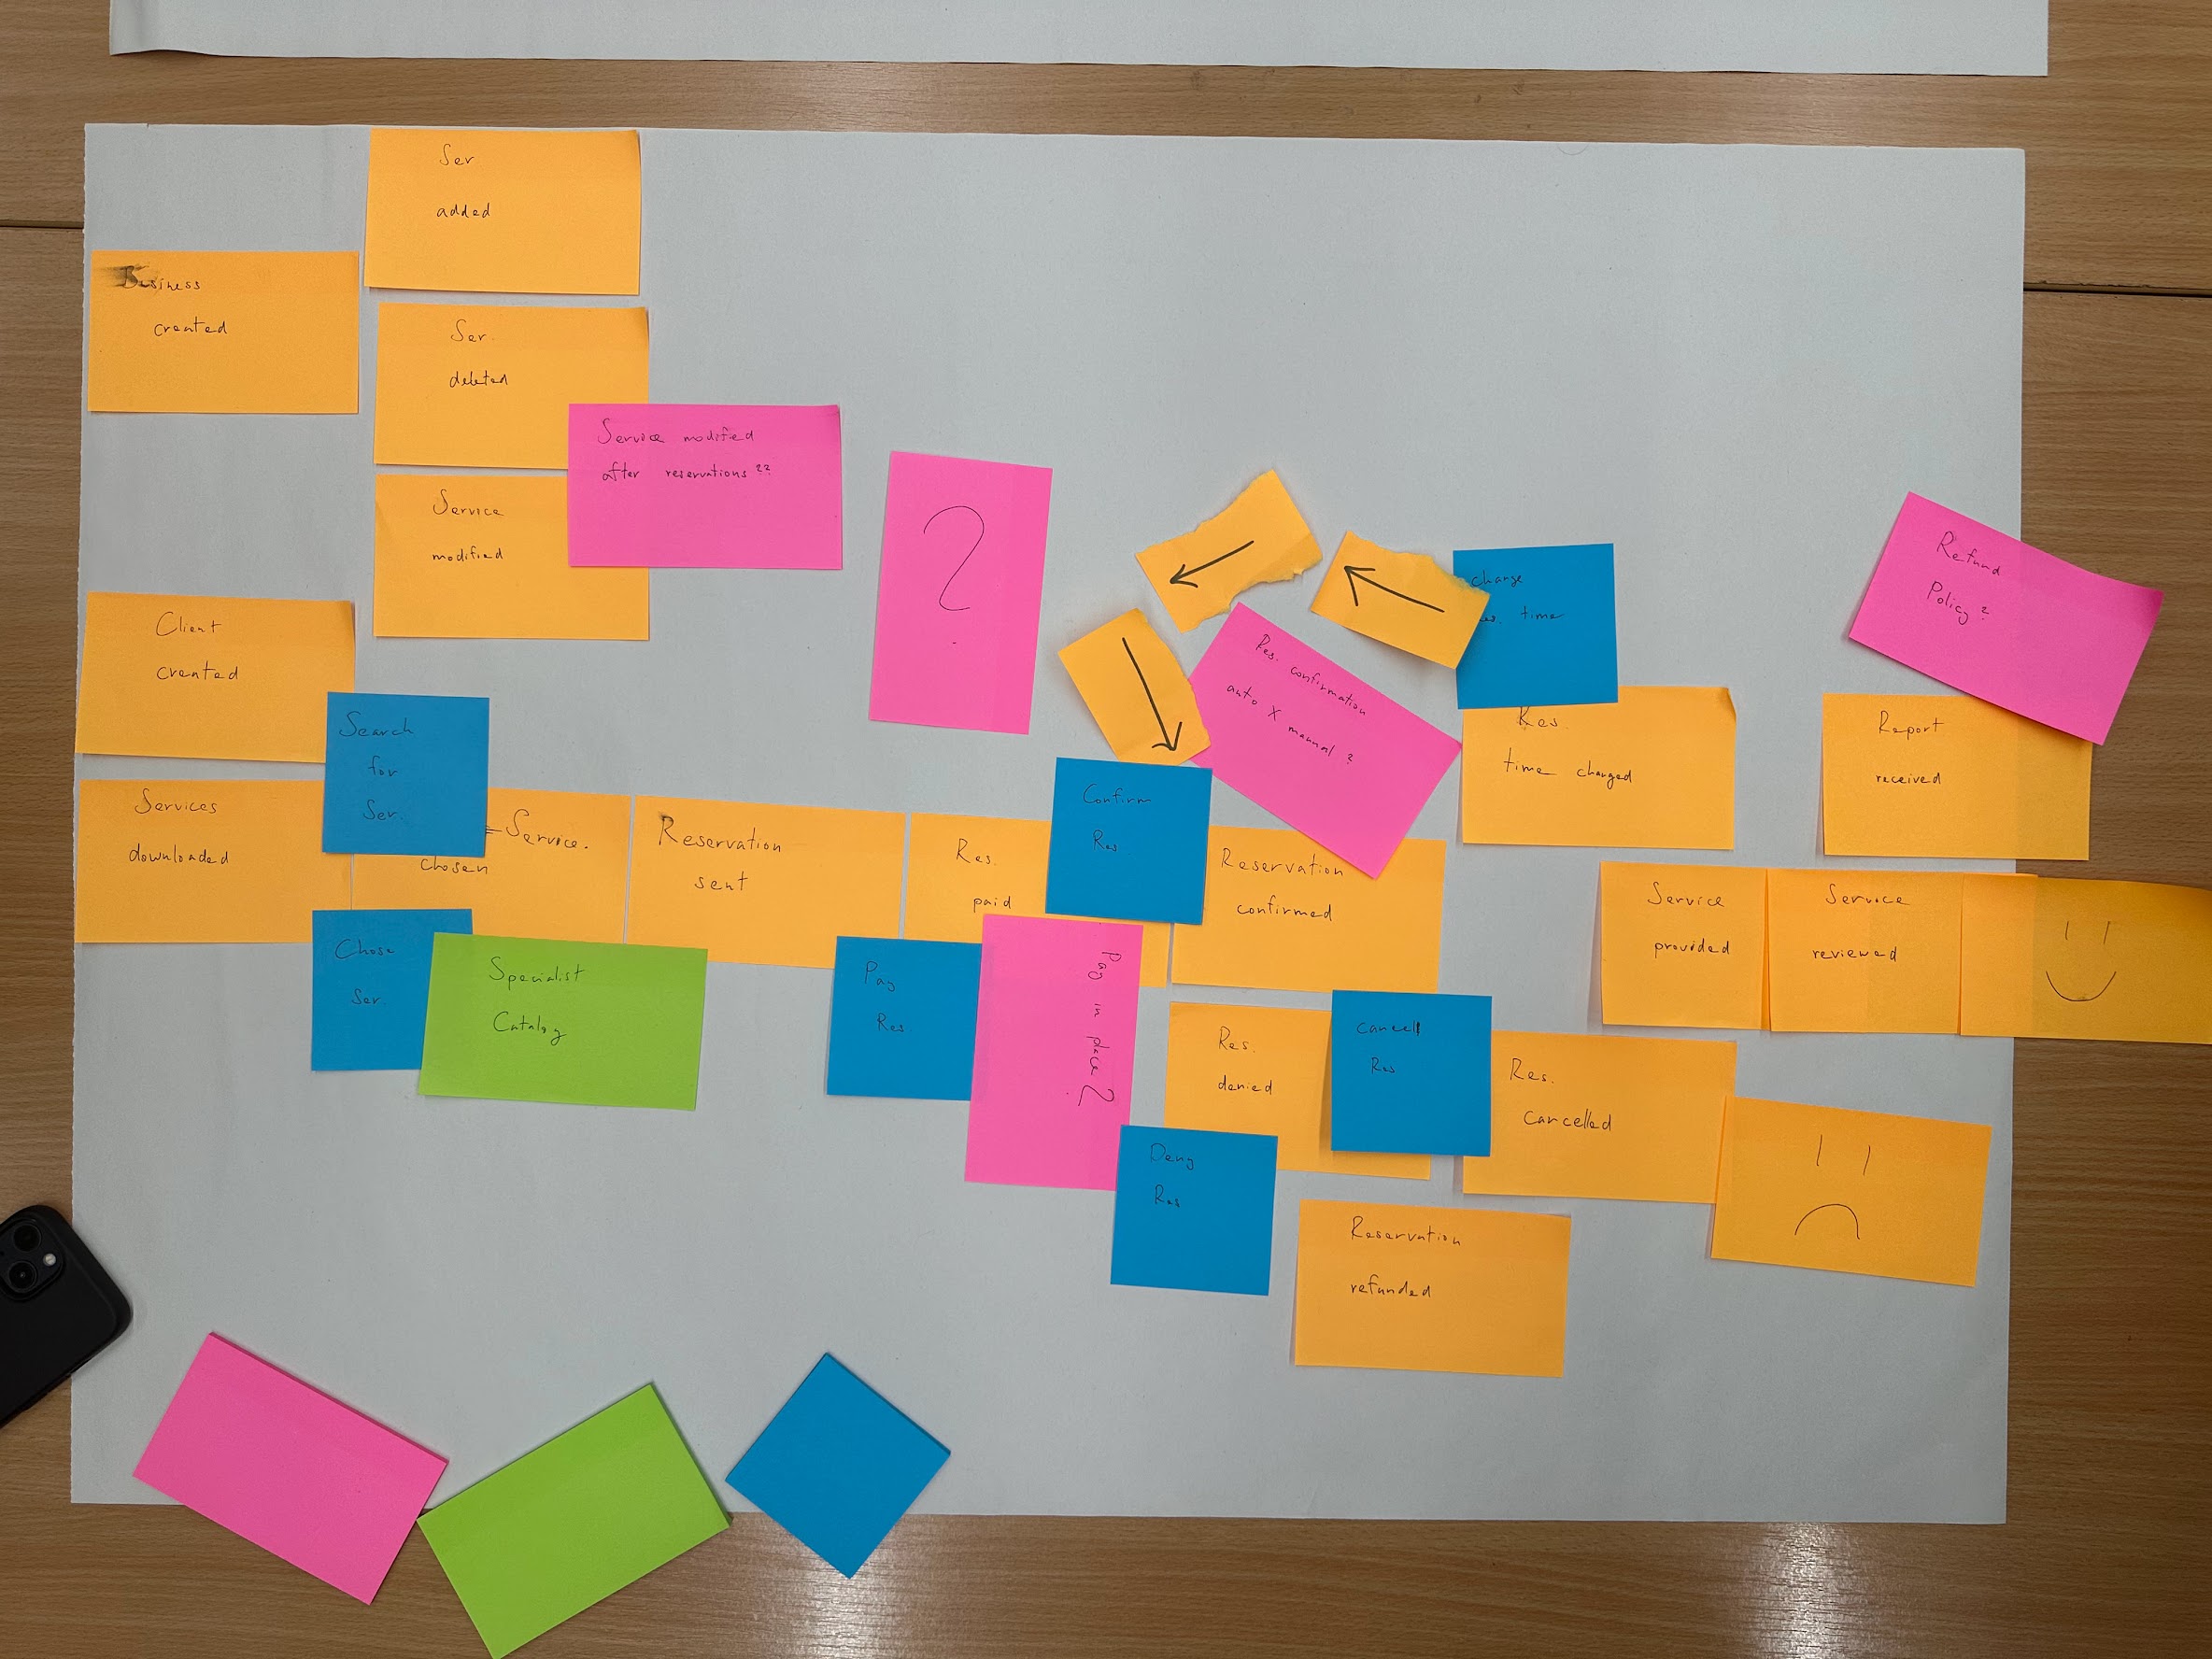 Ser
added
Business
created
Ser.
deleted
Service modified
after reservations??
Service
modified
?
change
time
Refund
Policy?
Client
created
Res. confirmation
auto X manual?
Search
for
Ser.
Res
time changed
Report
received
Services
downloaded
Service.
chosen
Reservation
sent
Res.
paid
Confirm
Res
Reservation
confirmed
Service
provided
Service
reviewed
Chose
Ser.
Specialist
Catalog
Pay
Res.
Pay in place?
Res.
denied
Cancell
Res
Res.
cancelled
Deny
Res
Reservation
refunded